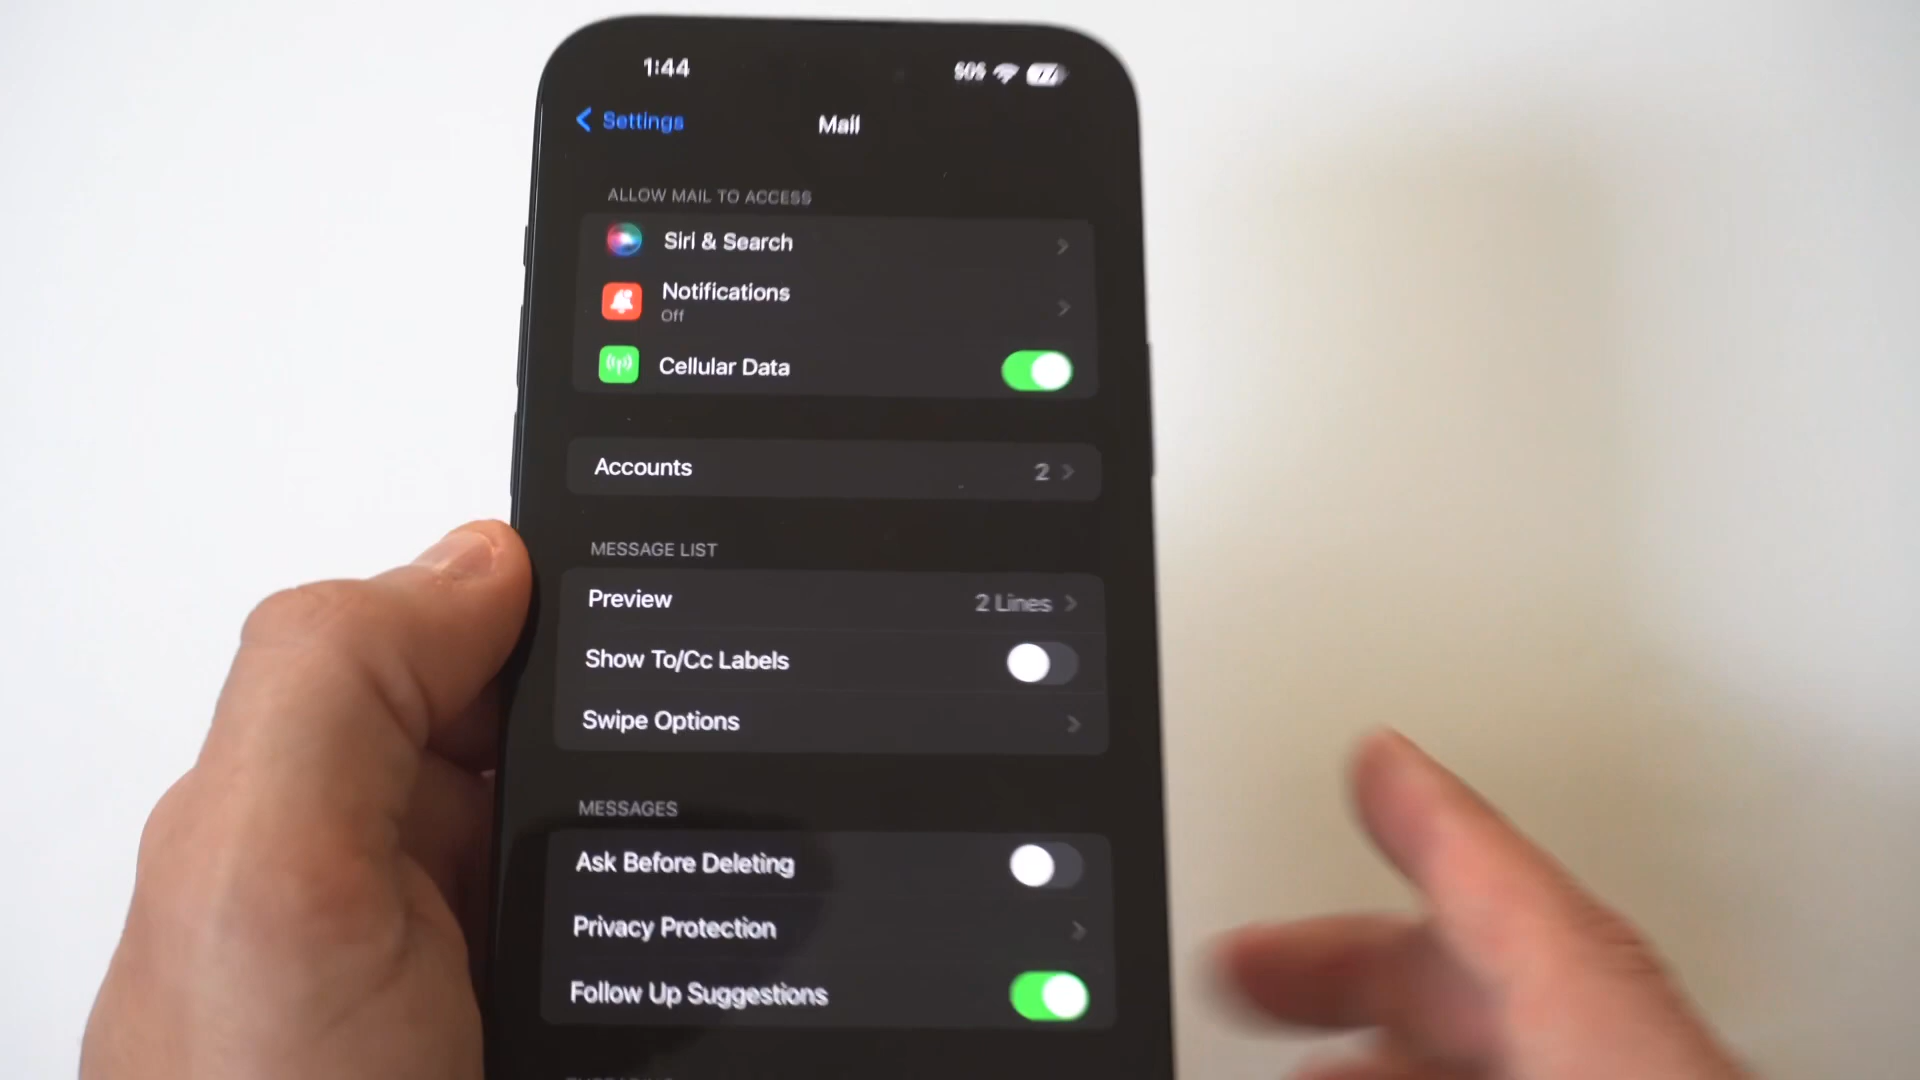 1:44
SOS
Settings
Mail
ALLOW MAIL TO ACCESS
Siri & Search
Notifications
Off
Cellular Data
Accounts 2
MESSAGE LIST
Preview 2 Lines
Show To/Cc Labels
Swipe Options
MESSAGES
Ask Before Deleting
Privacy Protection
Follow Up Suggestions